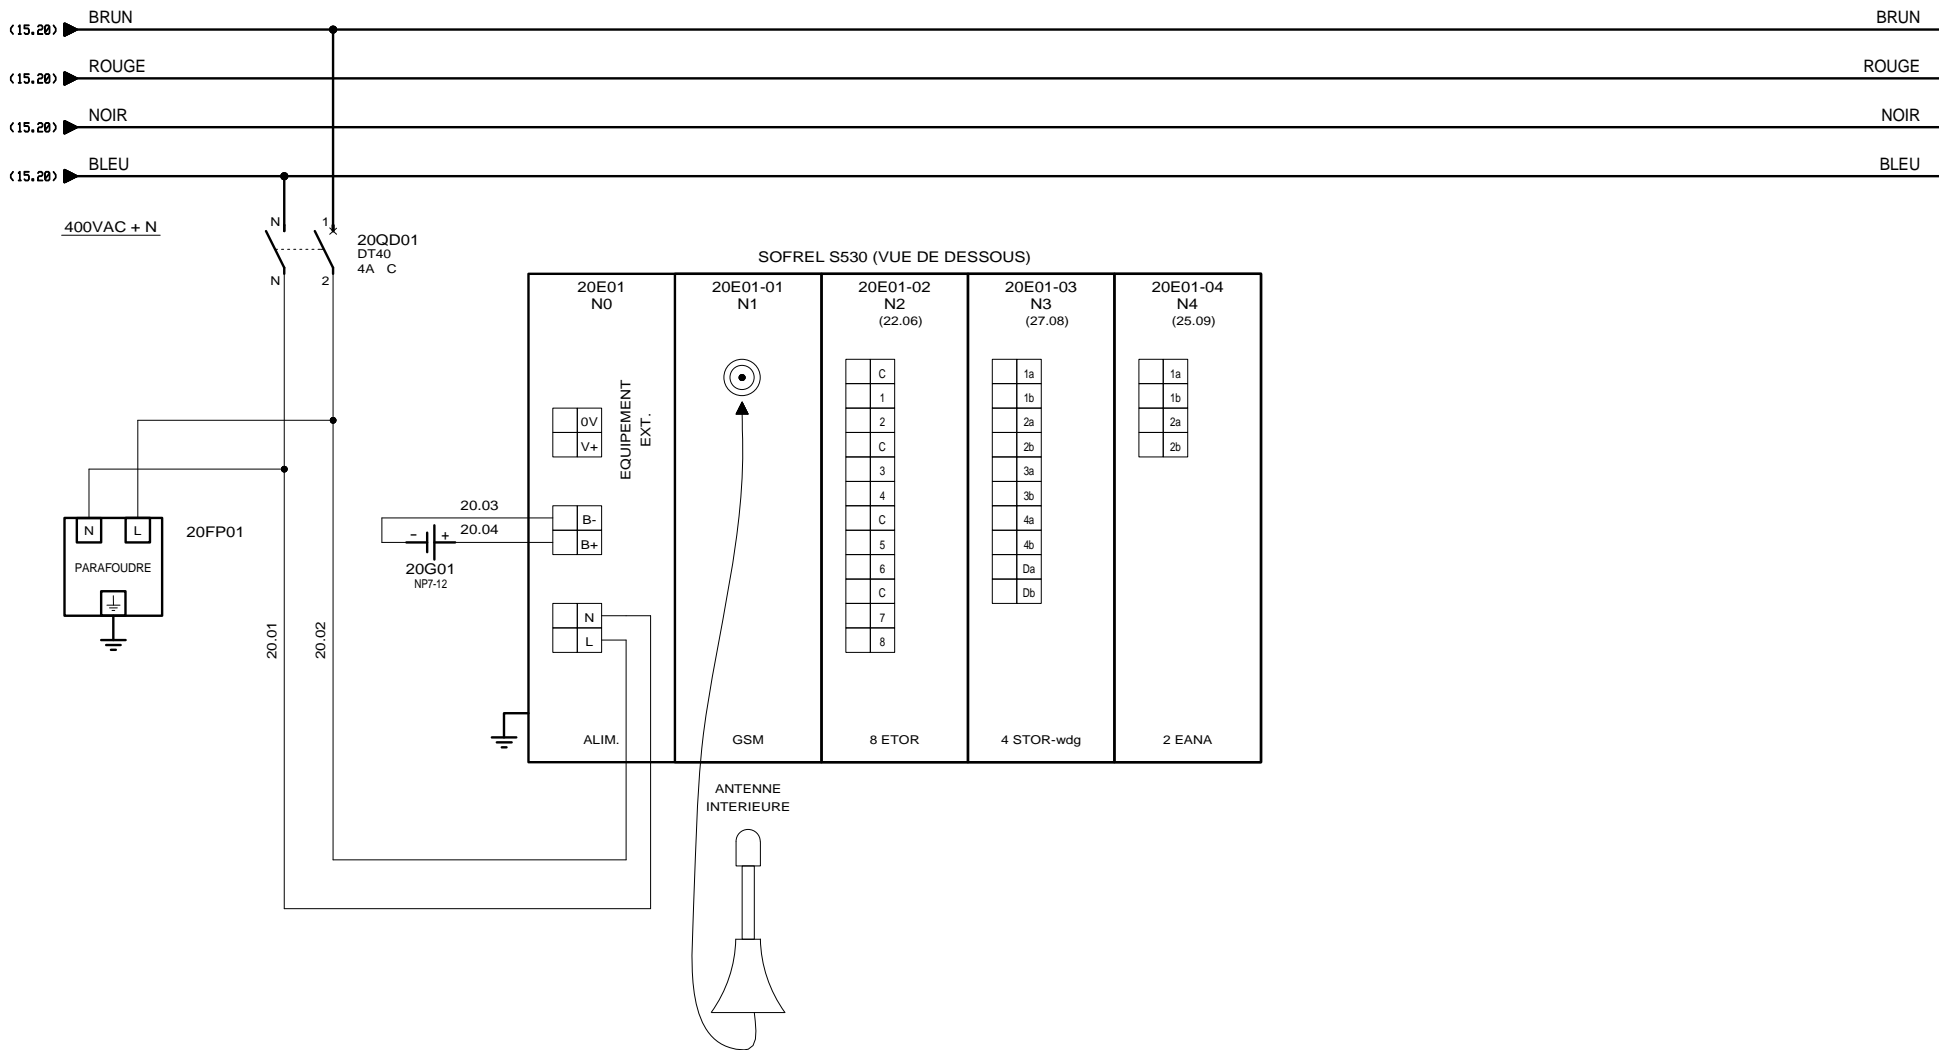 (15.20) BRUN BRUN
(15.20) ROUGE ROUGE
(15.20) NOIR NOIR
(15.20) BLEU BLEU
400VAC + N
N 1
20QD01
DT40
4A C
N 2
SOFREL S530 (VUE DE DESSOUS)
20E01
N0
0V
V+
EQUIPEMENT
EXT.
B-
B+
N
L
ALIM.
20E01-01
N1
GSM
20E01-02
N2
(22.06)
C
1
2
C
3
4
C
5
6
C
7
8
8 ETOR
20E01-03
N3
(27.08)
1a
1b
2a
2b
3a
3b
4a
4b
Da
Db
4 STOR-wdg
20E01-04
N4
(25.09)
1a
1b
2a
2b
2 EANA
20.03
- + 20.04
20G01
NP7-12
N L
20FP01
PARAFOUDRE
20.01
20.02
ANTENNE
INTERIEURE